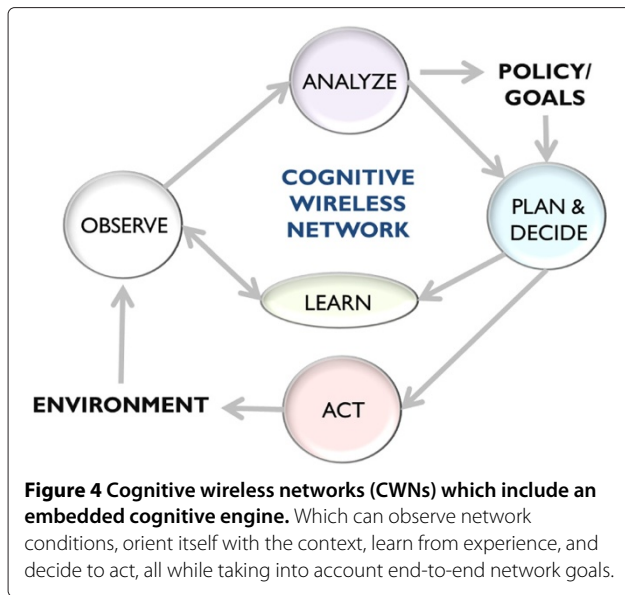 ANALYZE
POLICY/
GOALS
COGNITIVE
WIRELESS
NETWORK
OBSERVE
PLAN &
DECIDE
LEARN
ENVIRONMENT
ACT
Figure 4 Cognitive wireless networks (CWNs) which include an
embedded cognitive engine. Which can observe network
conditions, orient itself with the context, learn from experience, and
decide to act, all while taking into account end-to-end network goals.